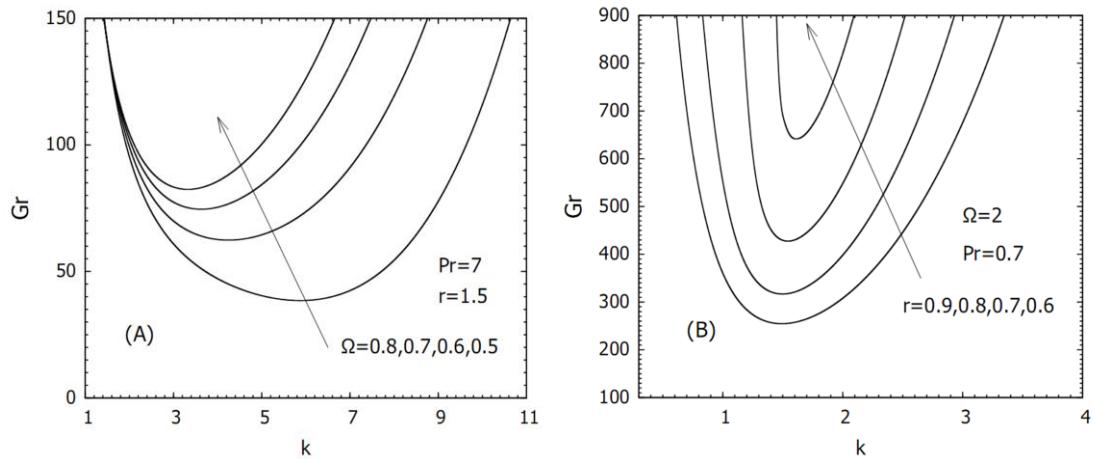 150
100
50
0
Gr
Pr=7
r=1.5
(A)
Ω=0.8,0.7,0.6,0.5
1 3 5 7 9 11
k
900
800
700
600
500
400
300
200
100
Gr
Ω=2
Pr=0.7
r=0.9,0.8,0.7,0.6
(B)
1 2 3 4
k